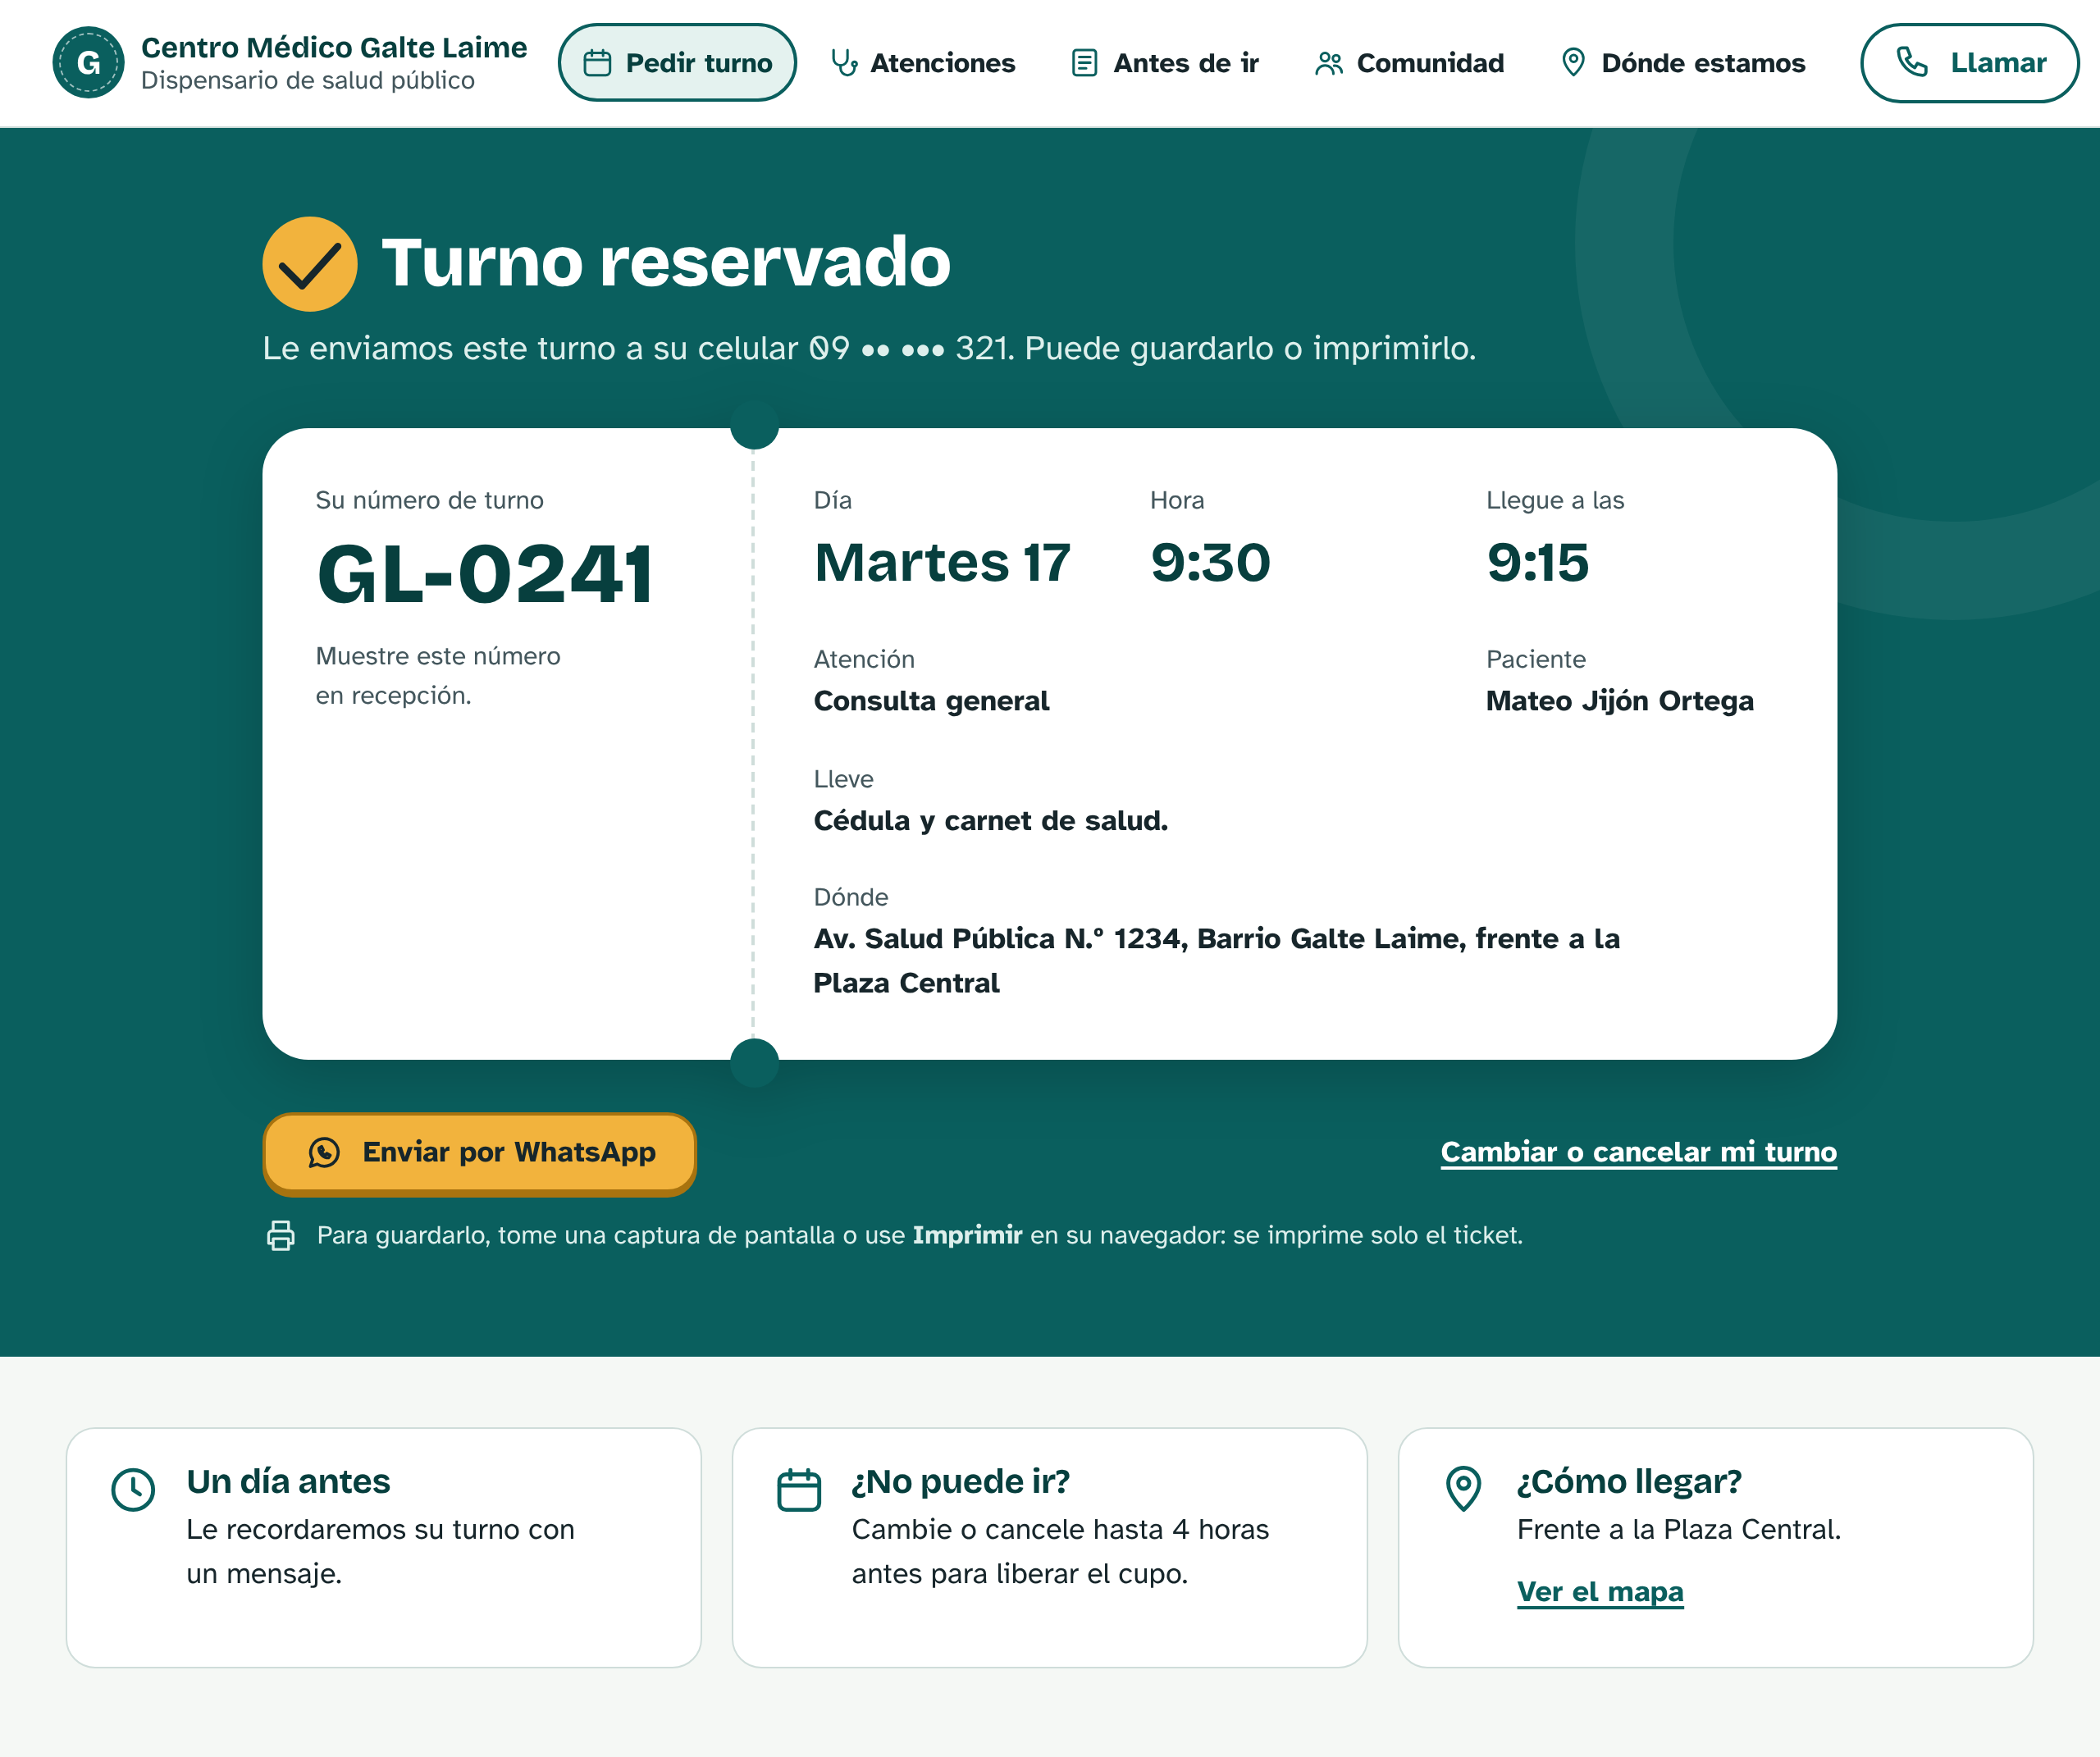 G
Centro Médico Galte Laime
Dispensario de salud público
Pedir turno
Atenciones
Antes de ir
Comunidad
Dónde estamos
Llamar
Turno reservado
Le enviamos este turno a su celular 09 •• ••• 321. Puede guardarlo o imprimirlo.
Su número de turno
GL-0241
Muestre este número
en recepción.
Día
Martes 17
Hora
9:30
Llegue a las
9:15
Atención
Consulta general
Paciente
Mateo Jijón Ortega
Lleve
Cédula y carnet de salud.
Dónde
Av. Salud Pública N.º 1234, Barrio Galte Laime, frente a la
Plaza Central
Enviar por WhatsApp
Cambiar o cancelar mi turno
Para guardarlo, tome una captura de pantalla o use Imprimir en su navegador: se imprime solo el ticket.
Un día antes
Le recordaremos su turno con
un mensaje.
¿No puede ir?
Cambie o cancele hasta 4 horas
antes para liberar el cupo.
¿Cómo llegar?
Frente a la Plaza Central.
Ver el mapa